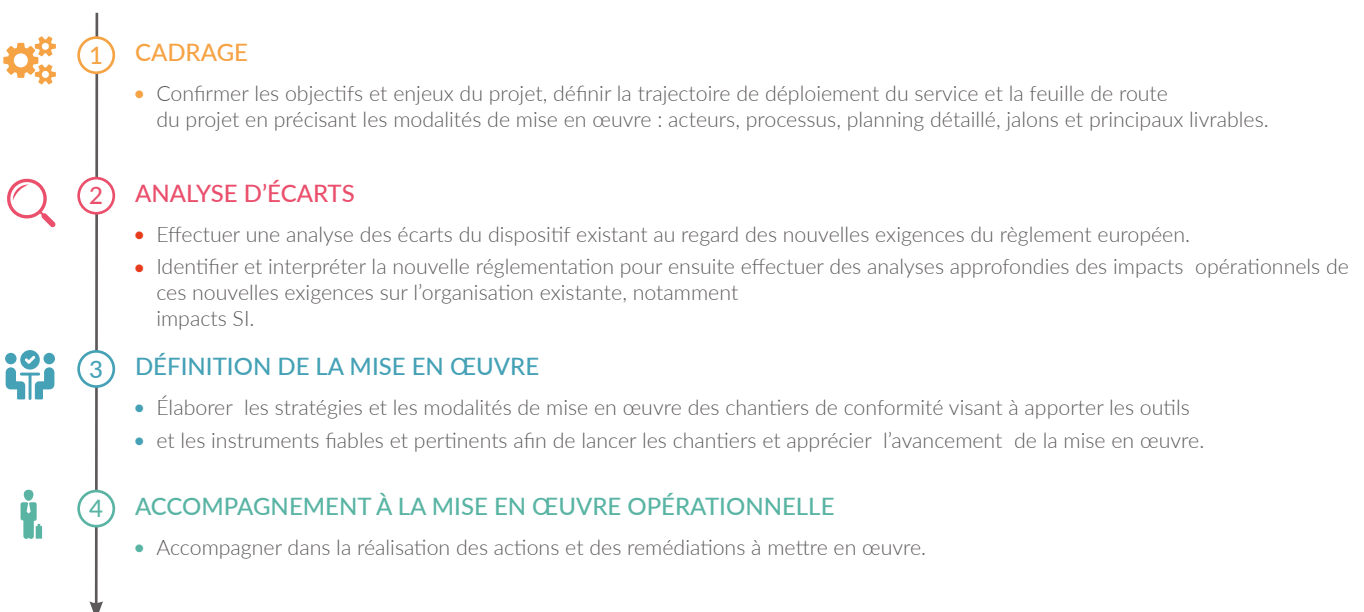 1 CADRAGE
• Confirmer les objectifs et enjeux du projet, définir la trajectoire de déploiement du service et la feuille de route
du projet en précisant les modalités de mise en œuvre : acteurs, processus, planning détaillé, jalons et principaux livrables.
2 ANALYSE D’ÉCARTS
• Effectuer une analyse des écarts du dispositif existant au regard des nouvelles exigences du règlement européen.
• Identifier et interpréter la nouvelle réglementation pour ensuite effectuer des analyses approfondies des impacts opérationnels de
ces nouvelles exigences sur l’organisation existante, notamment
impacts SI.
3 DÉFINITION DE LA MISE EN ŒUVRE
• Élaborer les stratégies et les modalités de mise en œuvre des chantiers de conformité visant à apporter les outils
• et les instruments fiables et pertinents afin de lancer les chantiers et apprécier l’avancement de la mise en œuvre.
4 ACCOMPAGNEMENT À LA MISE EN ŒUVRE OPÉRATIONNELLE
• Accompagner dans la réalisation des actions et des remédiations à mettre en œuvre.